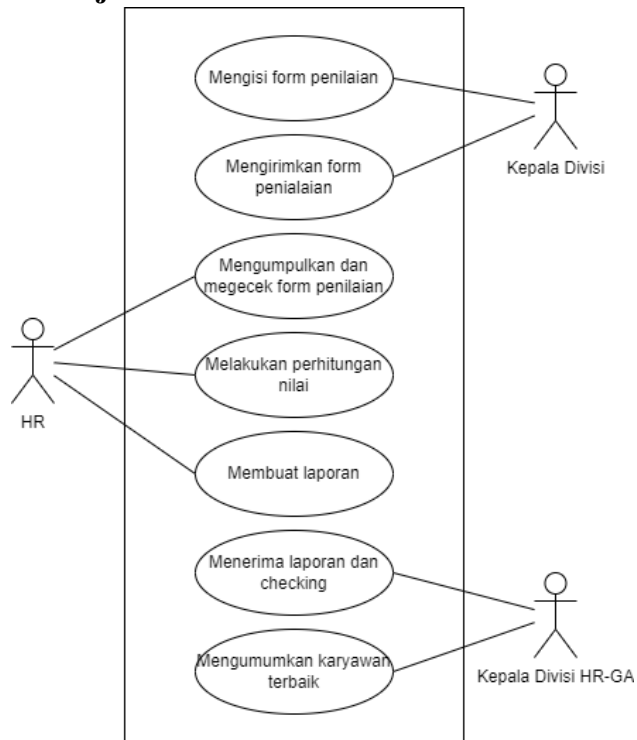 Mengisi form penilaian
Kepala Divisi
Mengirimkan form
penialaian
Mengumpulkan dan
megecek form penilaian
HR
Melakukan perhitungan
nilai
Membuat laporan
Menerima laporan dan
checking
Mengumumkan karyawan
terbaik
Kepala Divisi HR-GA